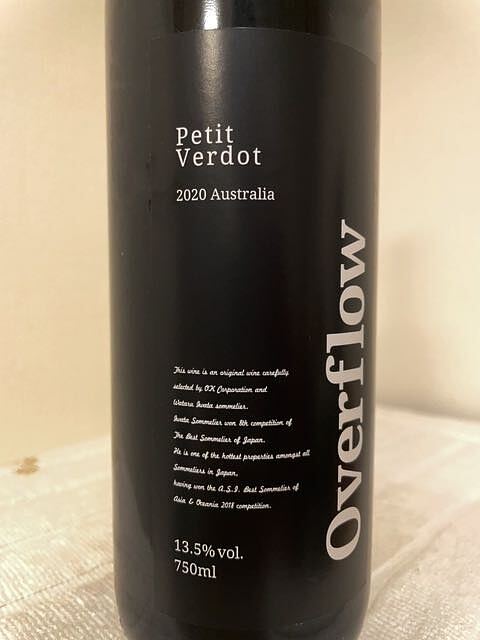 Petit
Verdot
2020 Australia
This wine is an original wine carefully
selected by OK Corporation and
Wataru Iwata sommelier.
Iwata Sommelier won 8th competition of
The Best Sommelier of Japan.
He is one of the hottest properties amongst all
Sommeliers in Japan,
having won the A.S.I. Best Sommelier of
Asia & Oceania 2018 competition.
13.5% vol.
750ml
Overflow